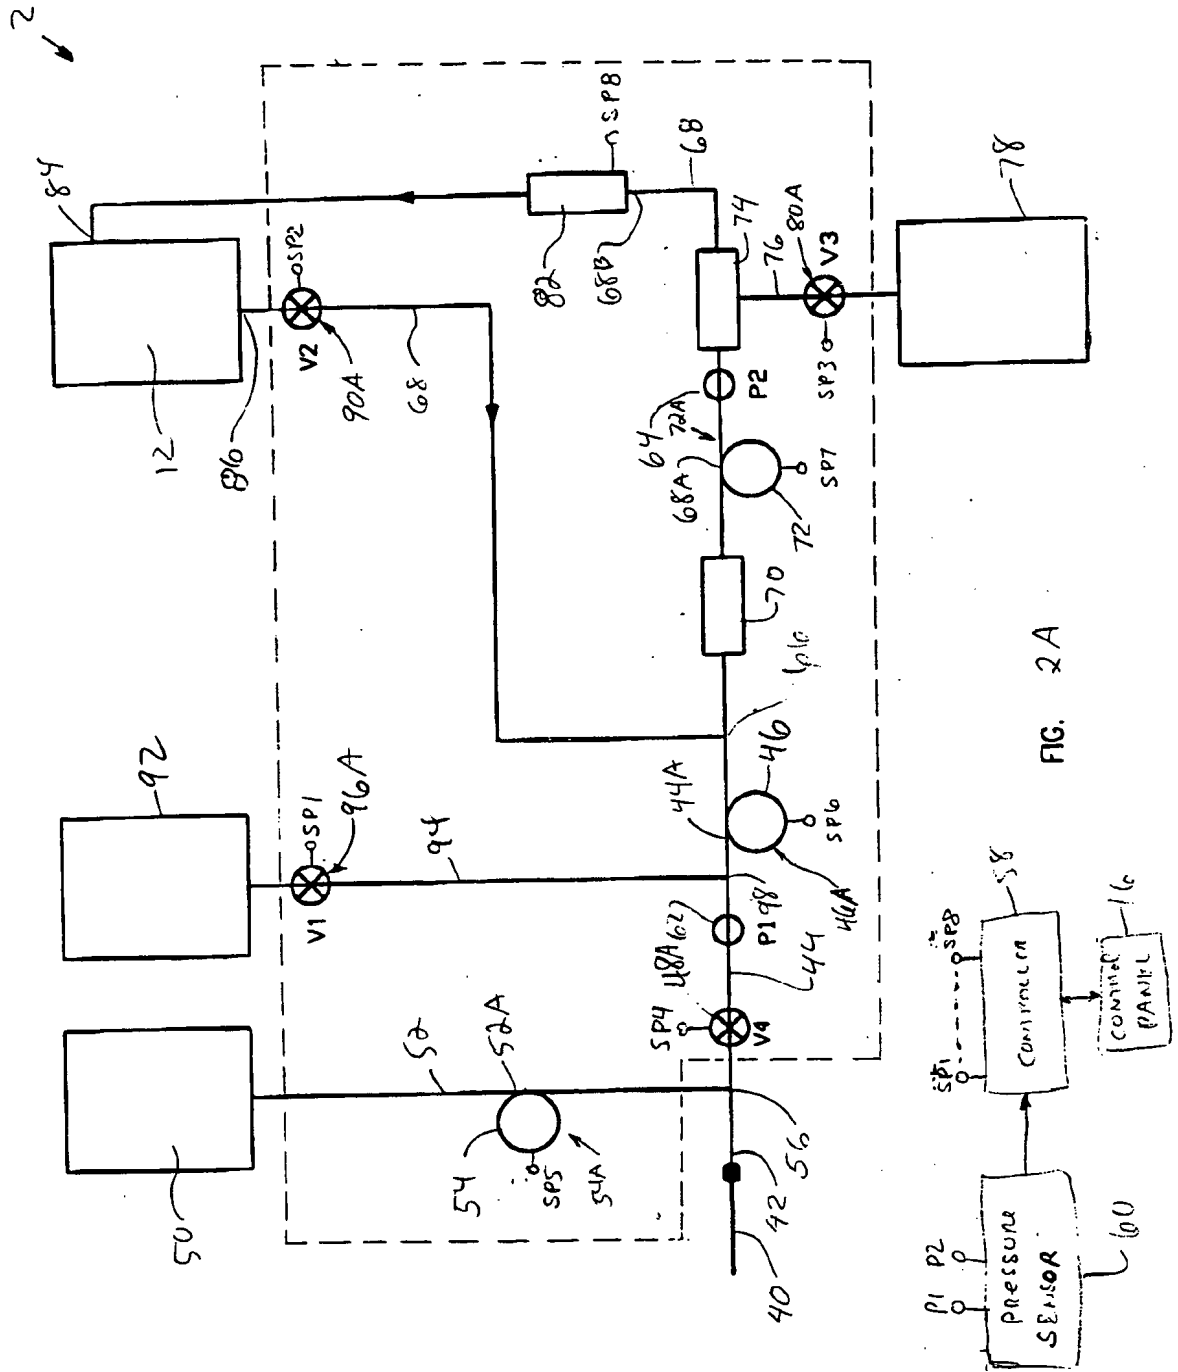 2
84
12
86
92
50
V2
SP2
90A
V1
SP1
96A
68
94
52
52A
54
SP5
54A
82
68B
SP8
68
64
72A
68A
44A
48A
62
SP4
74
76
80A
V3
SP3
P2
SP7
72
70
66
46
SP6
46A
98
P1
44
V4
56
42
40
78
FIG. 2A
P1 P2
PRESSURE
SENSOR
60
SP1 SP8
CONTROLLER
58
CONTROL
PANEL
16